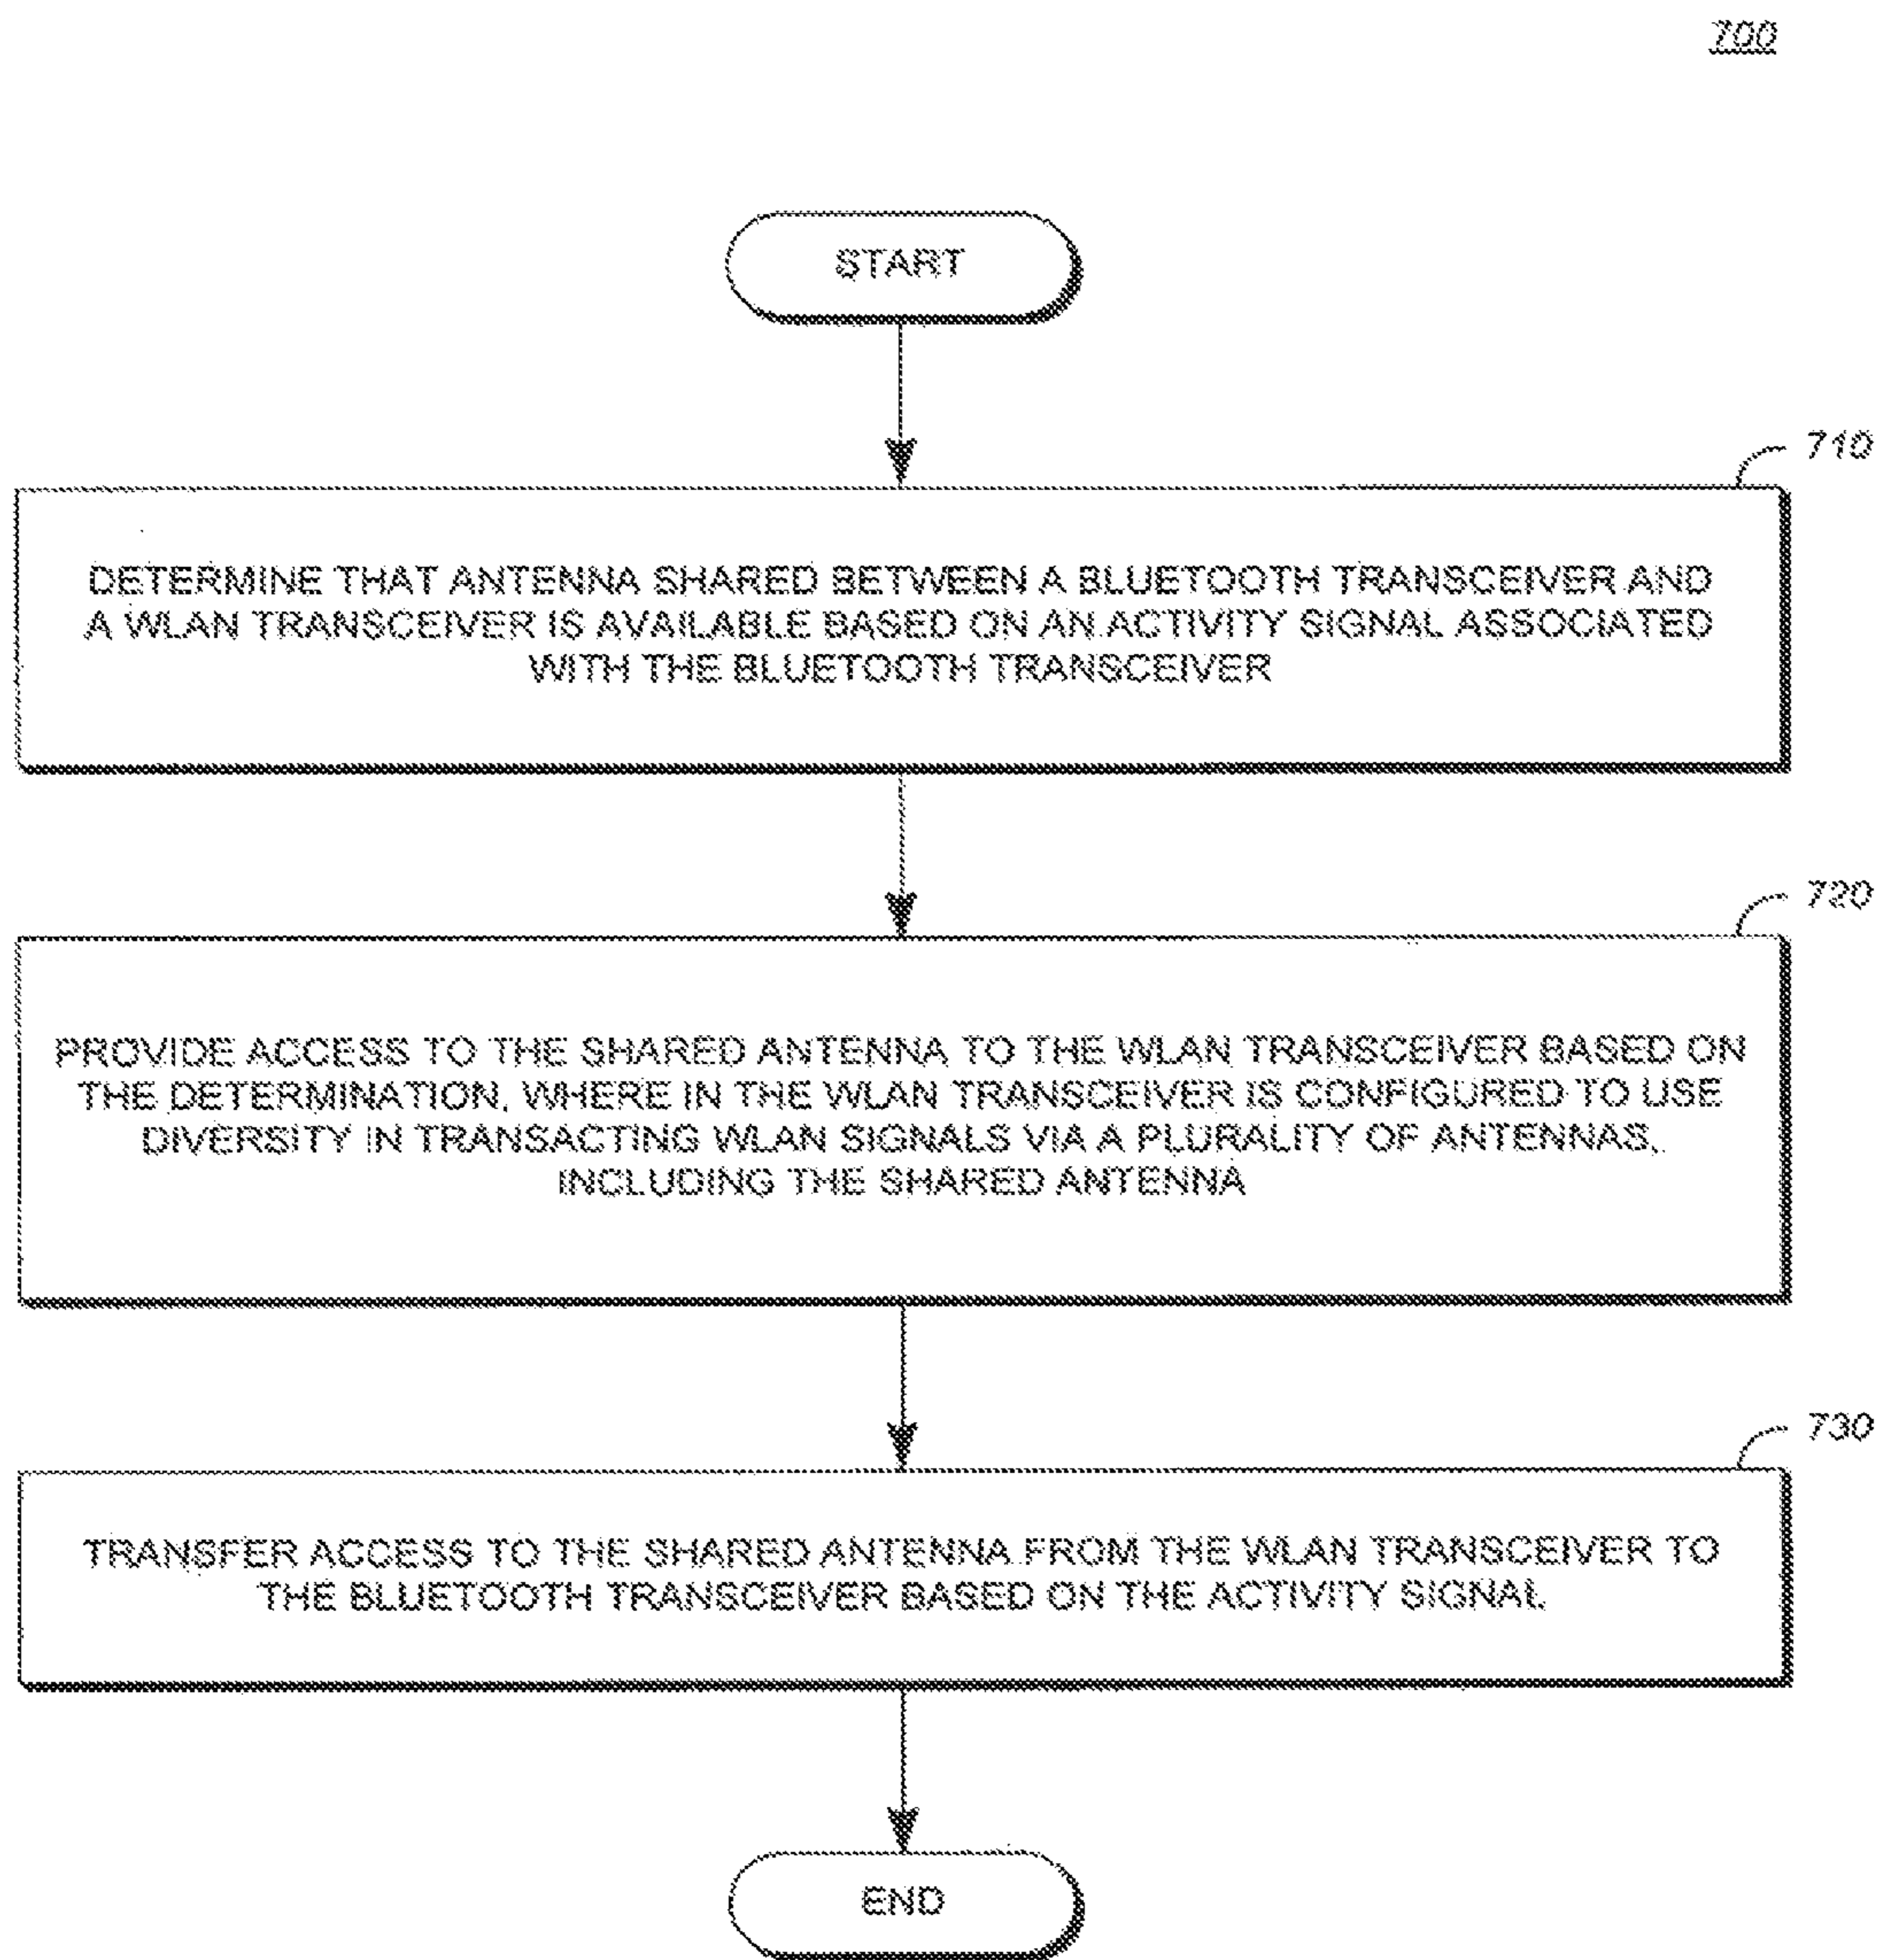 700
START
710
DETERMINE THAT ANTENNA SHARED BETWEEN A BLUETOOTH TRANSCEIVER AND
A WLAN TRANSCEIVER IS AVAILABLE BASED ON AN ACTIVITY SIGNAL ASSOCIATED
WITH THE BLUETOOTH TRANSCEIVER
720
PROVIDE ACCESS TO THE SHARED ANTENNA TO THE WLAN TRANSCEIVER BASED ON
THE DETERMINATION, WHERE IN THE WLAN TRANSCEIVER IS CONFIGURED TO USE
DIVERSITY IN TRANSACTING WLAN SIGNALS VIA A PLURALITY OF ANTENNAS,
INCLUDING THE SHARED ANTENNA
730
TRANSFER ACCESS TO THE SHARED ANTENNA FROM THE WLAN TRANSCEIVER TO
THE BLUETOOTH TRANSCEIVER BASED ON THE ACTIVITY SIGNAL
END